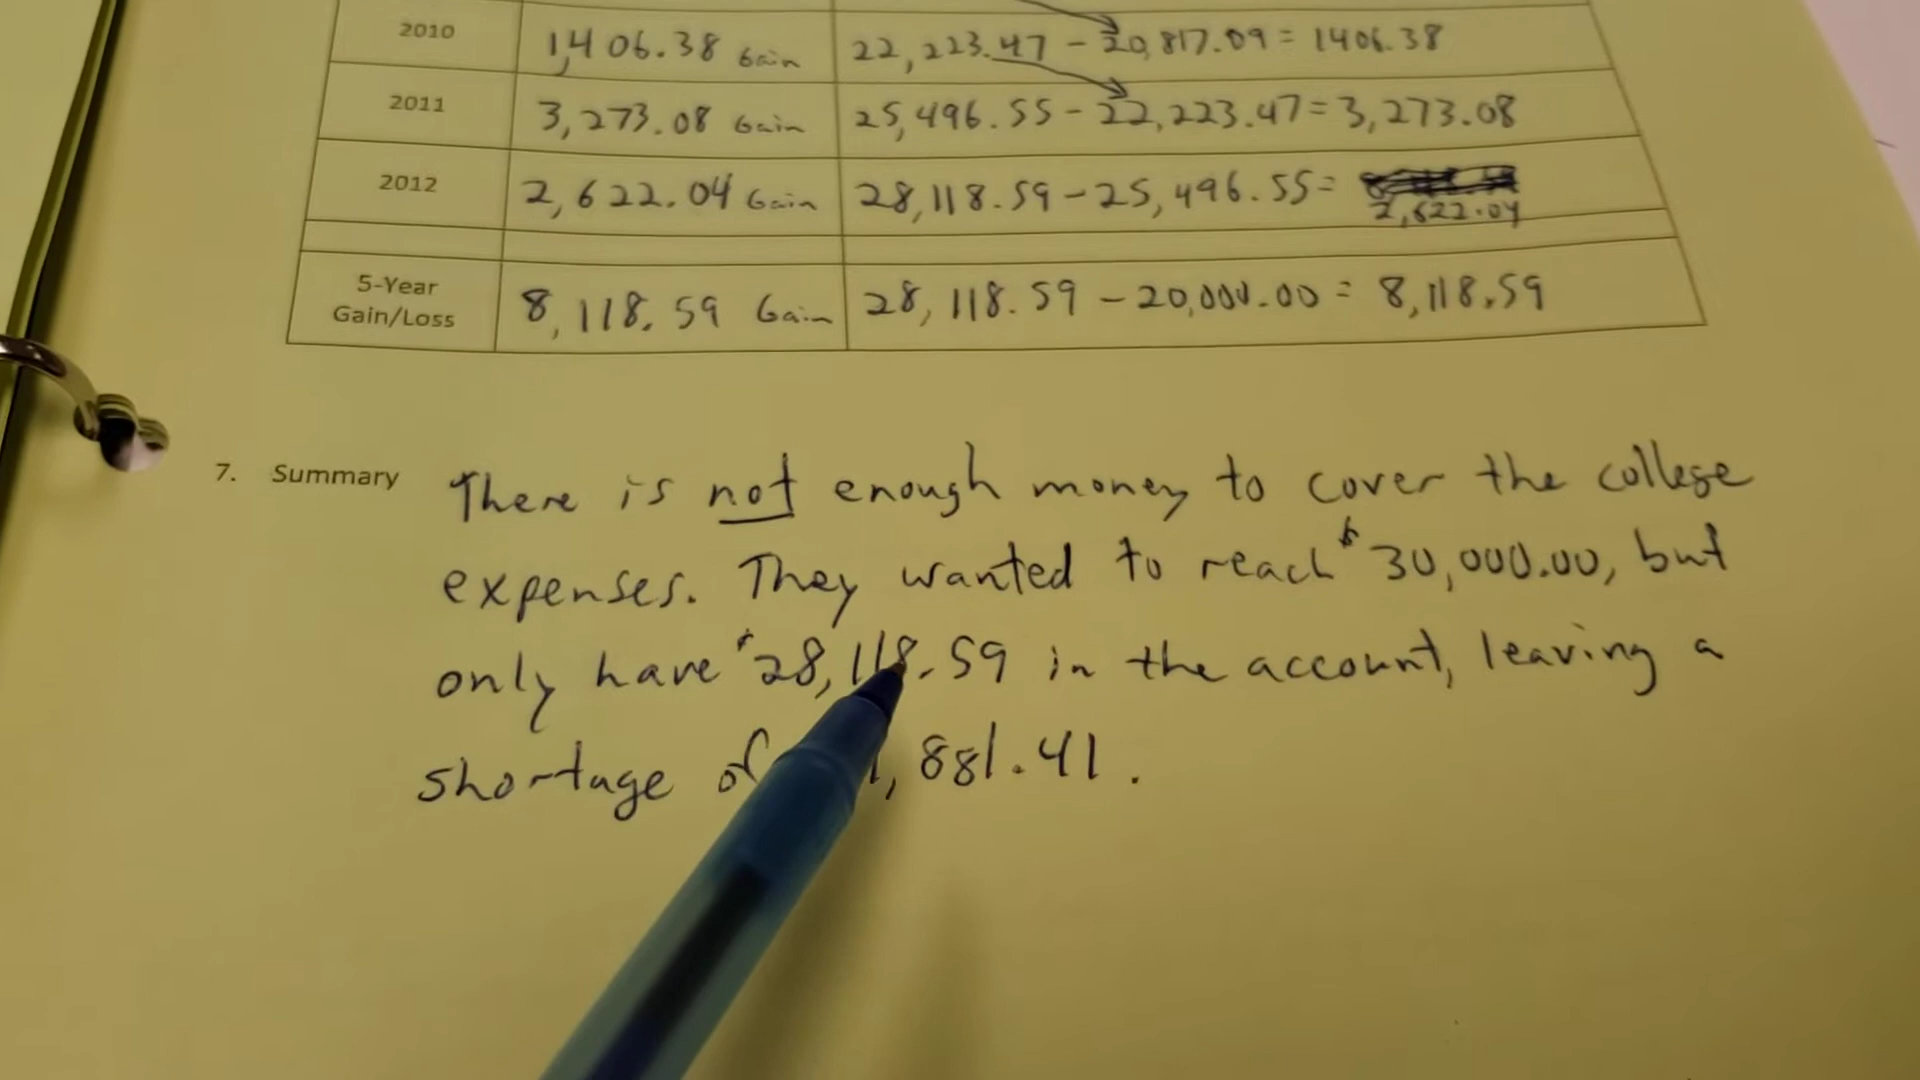 2010 1,406.38 Gain 22,223.47 - 20,817.09 = 1406.38
2011 3,273.08 Gain 25,496.55 - 22,223.47 = 3,273.08
2012 2,622.04 Gain 28,118.59 - 25,496.55 =
2,622.04
5-Year
Gain/Loss 8,118.59 Gain 28,118.59 - 20,000.00 = 8,118.59
7. Summary There is not enough money to cover the college
expenses. They wanted to reach $30,000.00, but
only have $28,118.59 in the account, leaving a
shortage of 1,881.41.